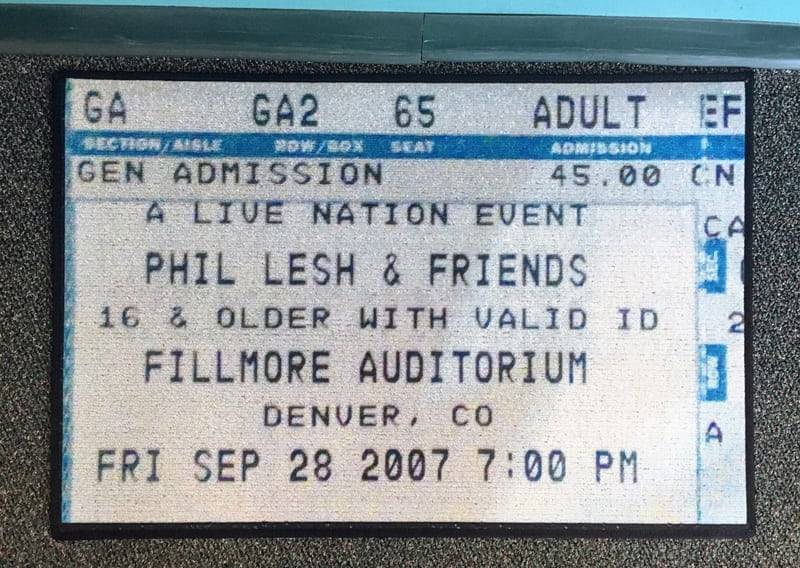 GA GA2 65 ADULT EF
SECTION/AISLE ROW/BOX SEAT ADMISSION
GEN ADMISSION 45.00 CN
A LIVE NATION EVENT CA
PHIL LESH & FRIENDS
16 & OLDER WITH VALID ID 2
FILLMORE AUDITORIUM
DENVER, CO A
FRI SEP 28 2007 7:00 PM